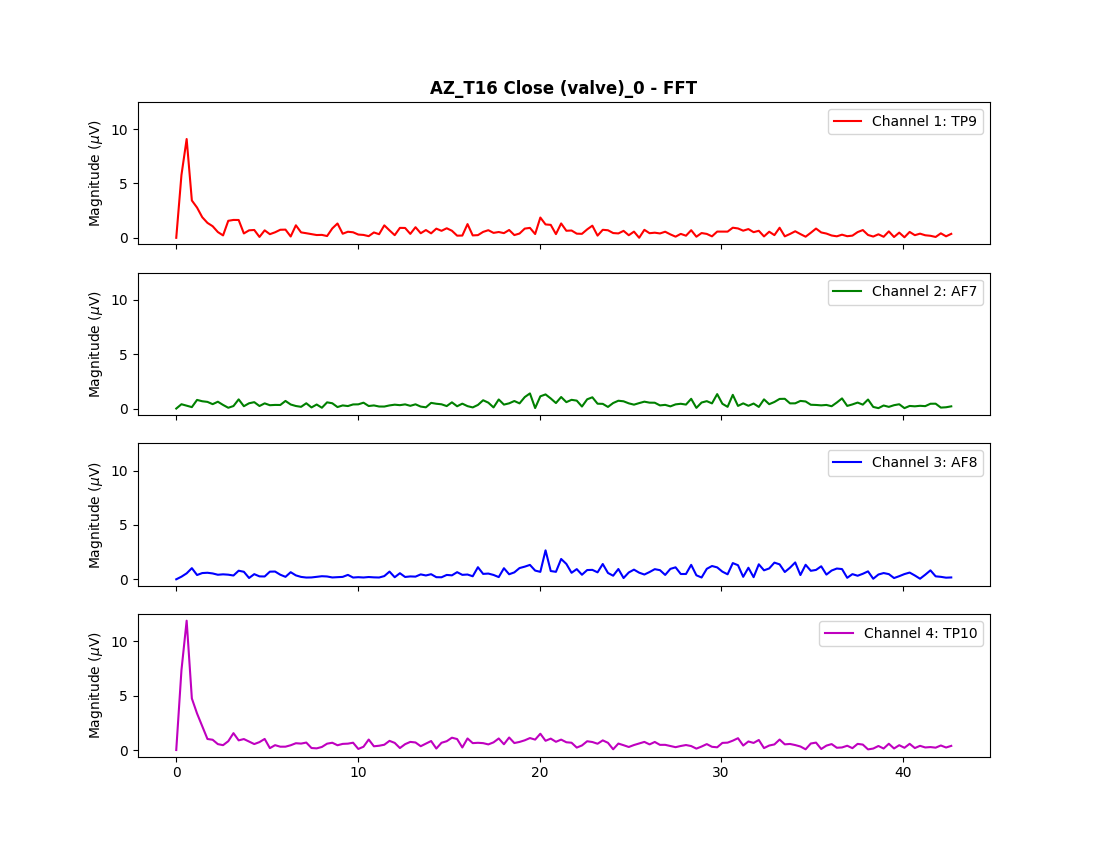 AZ_T16 Close (valve)_0 - FFT
Magnitude (μV)
10
5
0
Channel 1: TP9
Magnitude (μV)
10
5
0
Channel 2: AF7
Magnitude (μV)
10
5
0
Channel 3: AF8
Magnitude (μV)
10
5
0
Channel 4: TP10
0 10 20 30 40